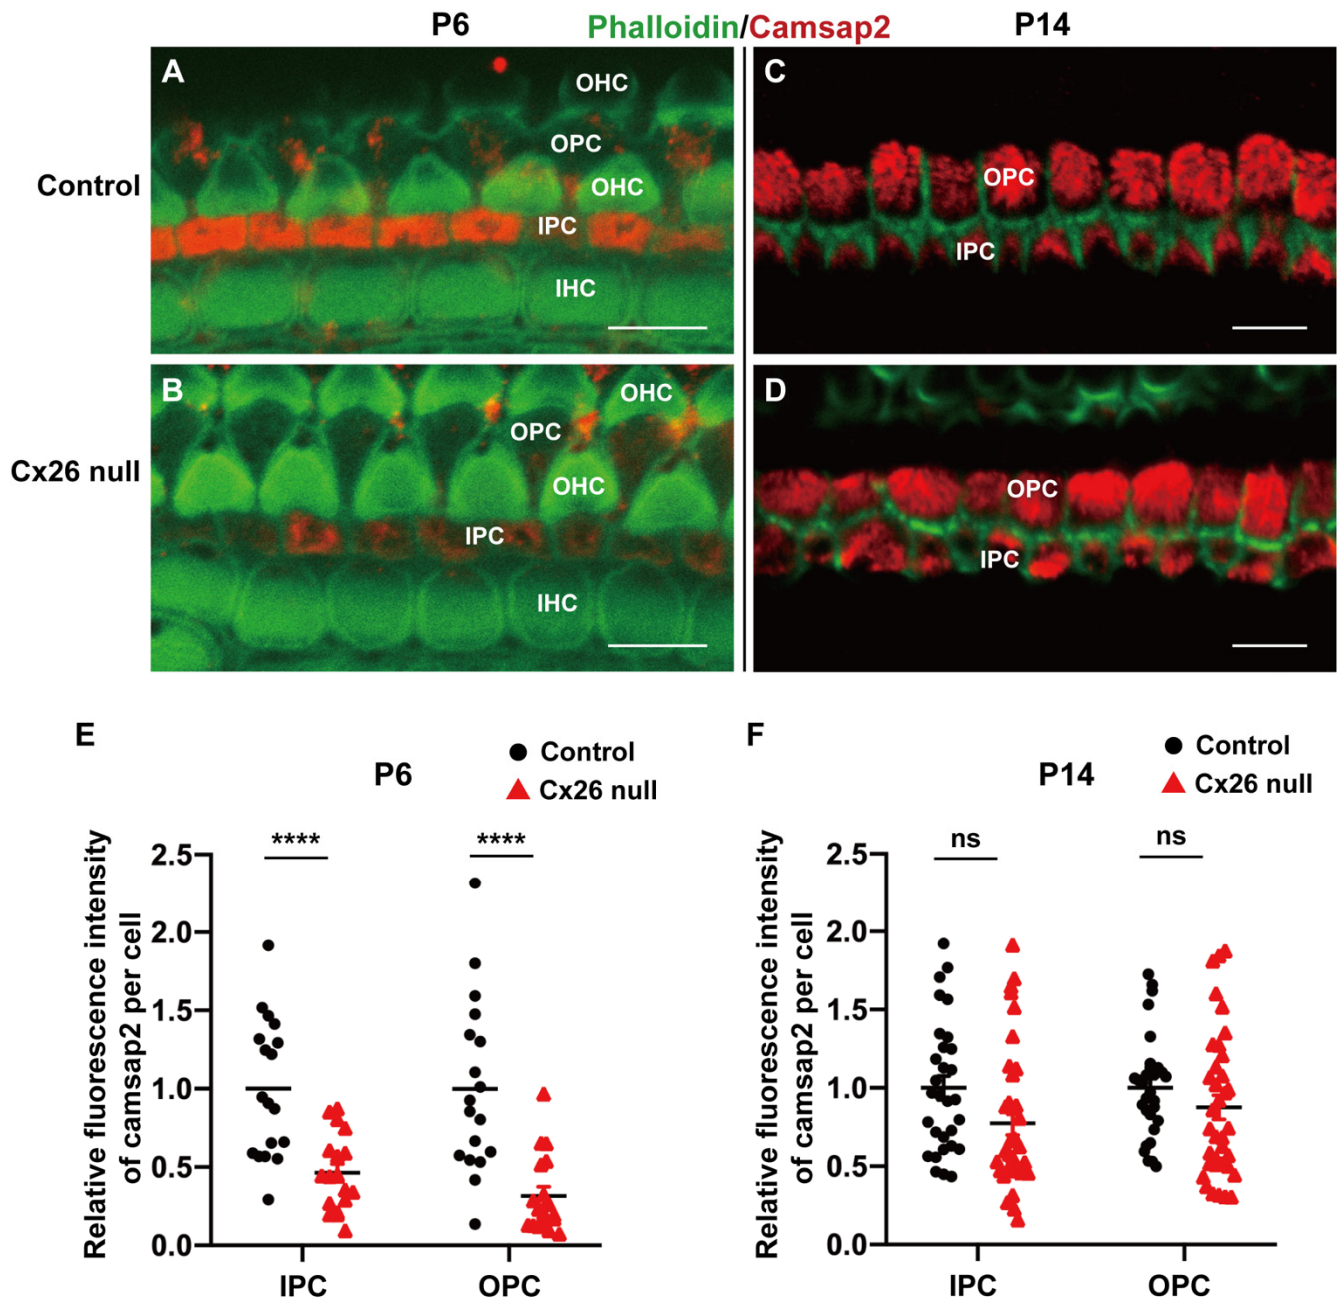 P6 Phalloidin/Camsap2 P14
Control
A
OHC
OPC
OHC
IPC
IHC
C
OPC
IPC
Cx26 null
B
OHC
OPC
OHC
IPC
IHC
D
OPC
IPC
E
P6
Control
Cx26 null
Relative fluorescence intensity
of camsap2 per cell
2.5
2.0
1.5
1.0
0.5
0.0
****
****
IPC
OPC
F
P14
Control
Cx26 null
Relative fluorescence intensity
of camsap2 per cell
2.5
2.0
1.5
1.0
0.5
0.0
ns
ns
IPC
OPC